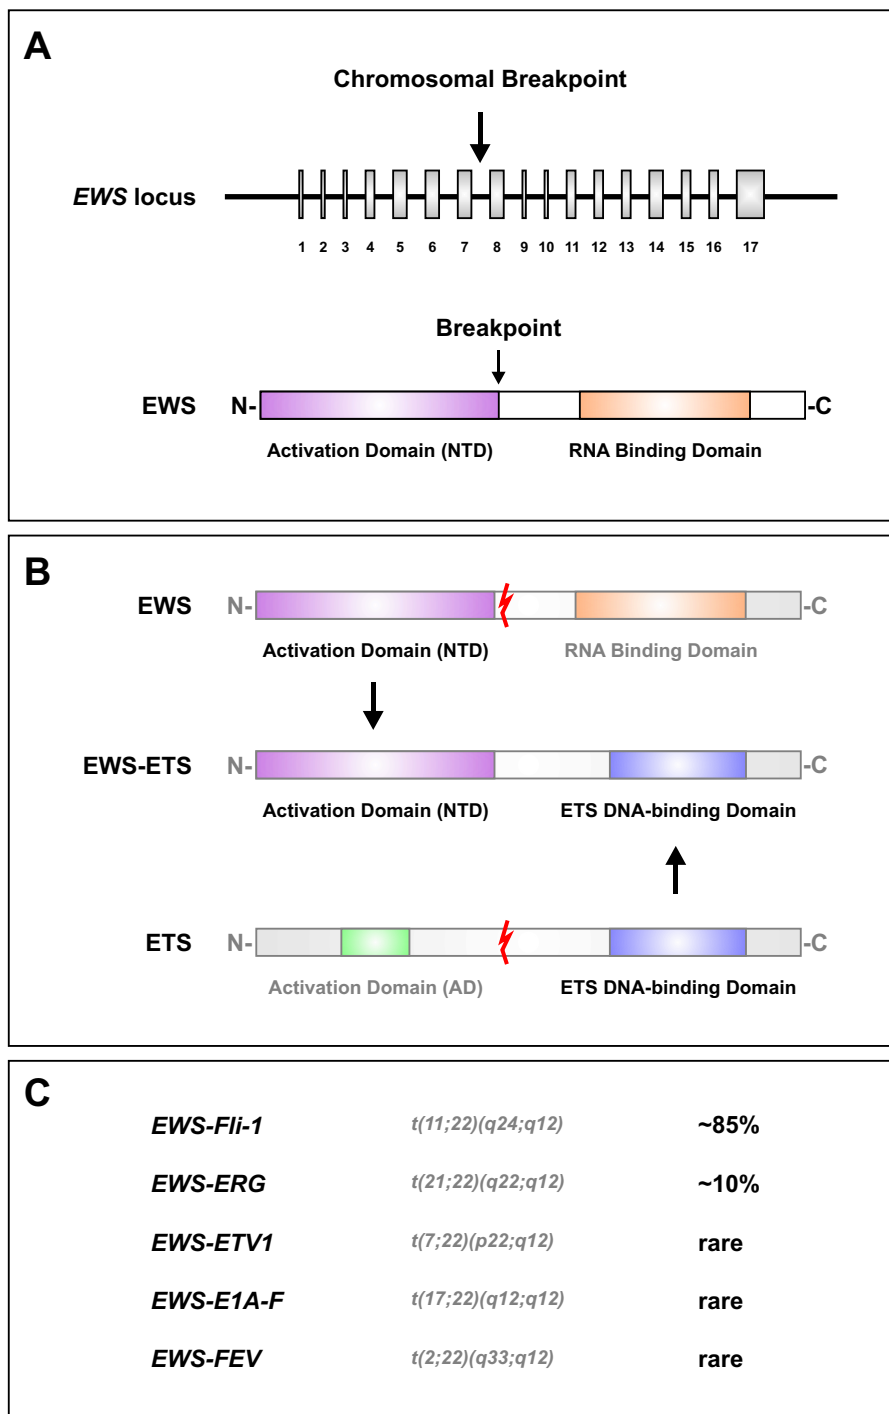 A
Chromosomal Breakpoint
EWS locus
1 2 3 4 5 6 7 8 9 10 11 12 13 14 15 16 17
Breakpoint
EWS N- -C
Activation Domain (NTD) RNA Binding Domain
B
EWS N- -C
Activation Domain (NTD) RNA Binding Domain
EWS-ETS N- -C
Activation Domain (NTD) ETS DNA-binding Domain
ETS N- -C
Activation Domain (AD) ETS DNA-binding Domain
C
EWS-Fli-1 t(11;22)(q24;q12) ~85%
EWS-ERG t(21;22)(q22;q12) ~10%
EWS-ETV1 t(7;22)(p22;q12) rare
EWS-E1A-F t(17;22)(q12;q12) rare
EWS-FEV t(2;22)(q33;q12) rare